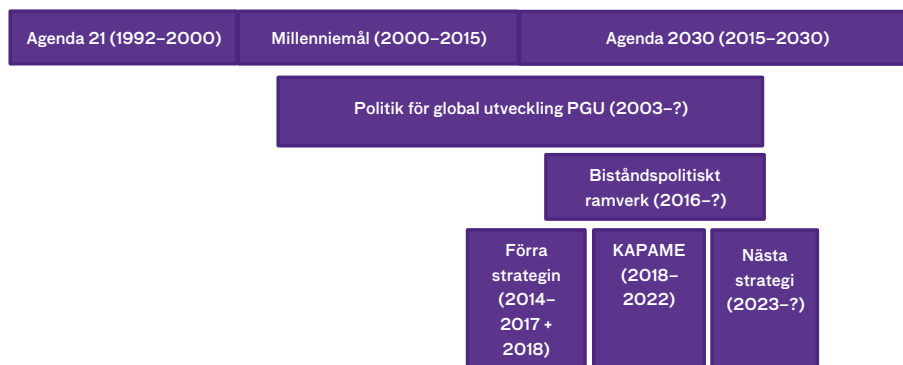 Agenda 21 (1992–2000)
Millenniemål (2000–2015)
Agenda 2030 (2015–2030)
Politik för global utveckling PGU (2003–?)
Biståndspolitiskt
ramverk (2016–?)
Förra
strategin
(2014–
2017 +
2018)
KAPAME
(2018–
2022)
Nästa
strategi
(2023–?)